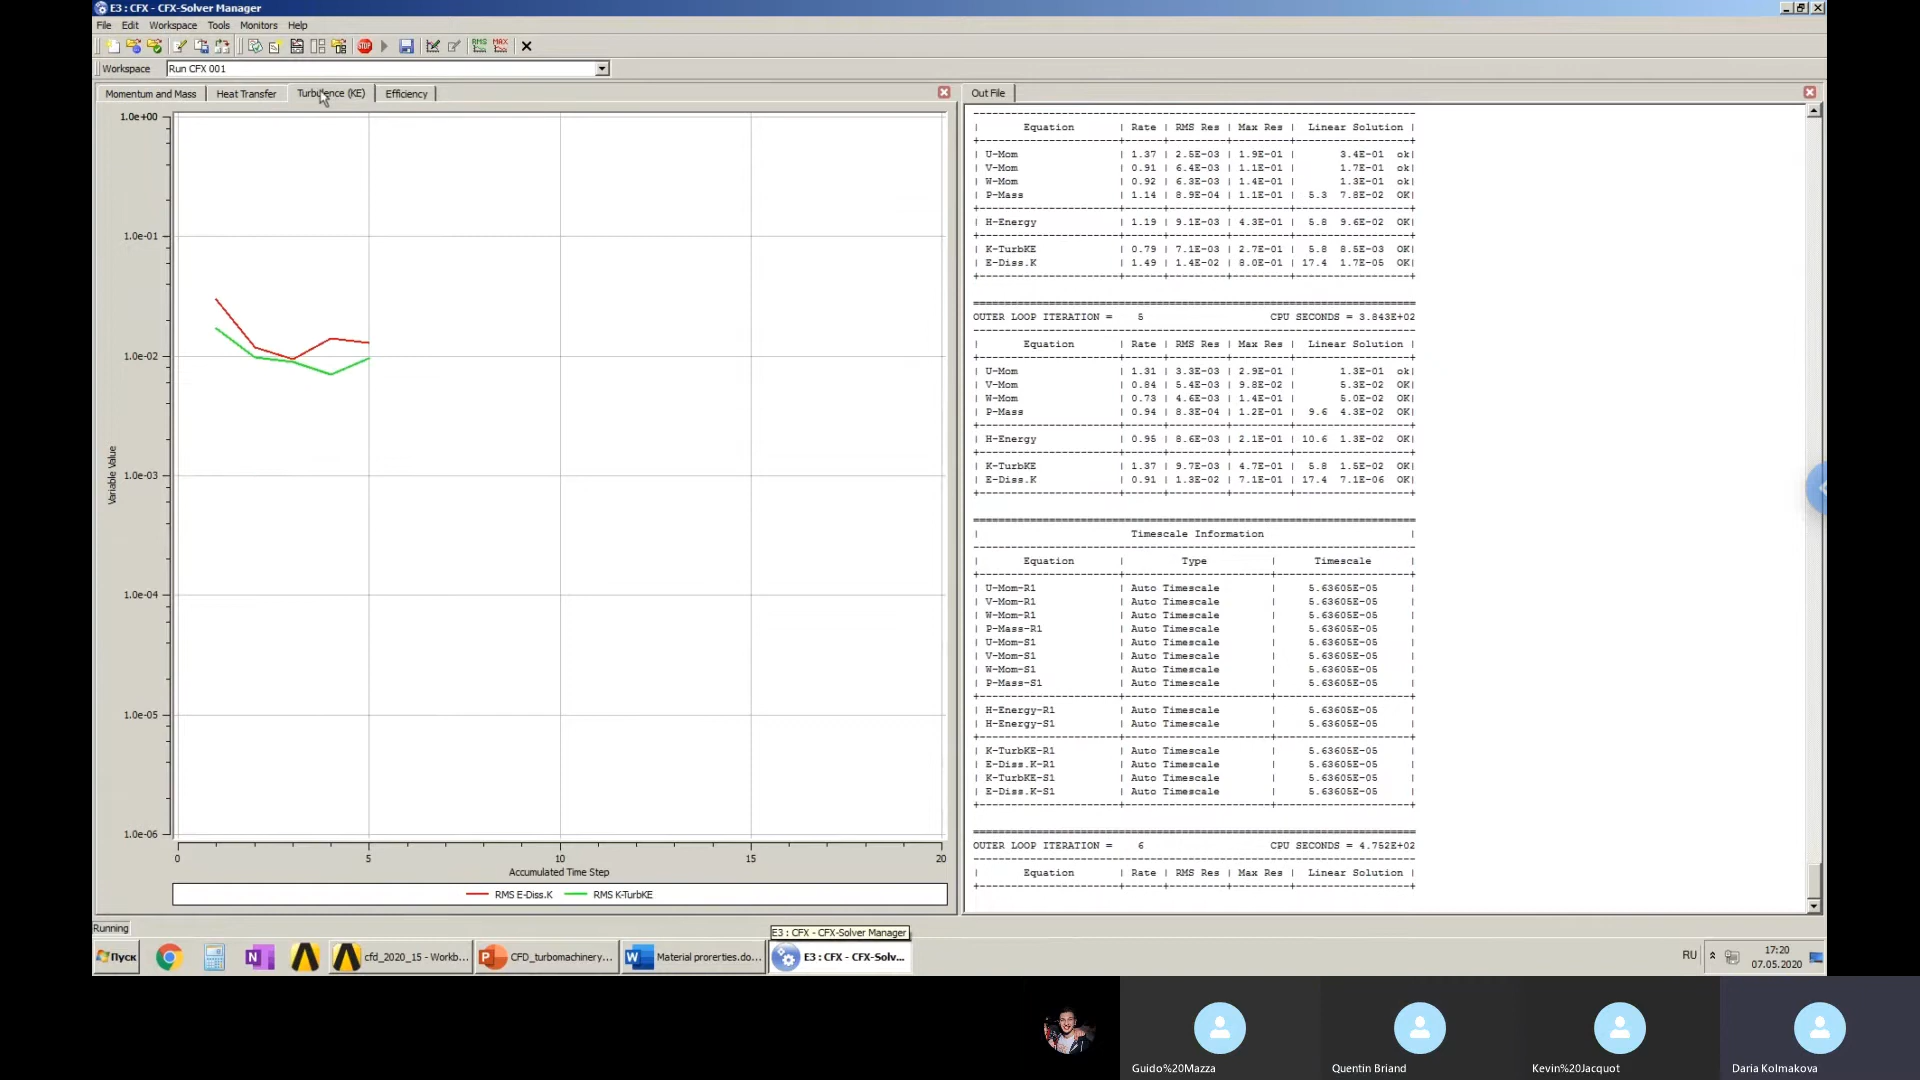 E3 : CFX - CFX-Solver Manager
File Edit Workspace Tools Monitors Help
STOP RMS MAX
Workspace Run CFX 001
Momentum and Mass Heat Transfer Turbulence (KE) Efficiency
1.0e+00
1.0e-01
1.0e-02
1.0e-03
1.0e-04
1.0e-05
1.0e-06
Variable Value
0 5 10 15 20
Accumulated Time Step
RMS E-Diss.K RMS K-TurbKE
Out File
| Equation | Rate | RMS Res | Max Res | Linear Solution |
| U-Mom | 1.37 | 2.5E-03 | 1.9E-01 | 3.4E-01 ok|
| V-Mom | 0.91 | 6.4E-03 | 1.1E-01 | 1.7E-01 ok|
| W-Mom | 0.92 | 6.3E-03 | 1.4E-01 | 1.3E-01 ok|
| P-Mass | 1.14 | 8.9E-04 | 1.1E-01 | 5.3 7.8E-02 OK|
| H-Energy | 1.19 | 9.1E-03 | 4.3E-01 | 5.8 9.6E-02 OK|
| K-TurbKE | 0.79 | 7.1E-03 | 2.7E-01 | 5.8 8.5E-03 OK|
| E-Diss.K | 1.49 | 1.4E-02 | 8.0E-01 | 17.4 1.7E-05 OK|
OUTER LOOP ITERATION = 5 CPU SECONDS = 3.843E+02
| Equation | Rate | RMS Res | Max Res | Linear Solution |
| U-Mom | 1.31 | 3.3E-03 | 2.9E-01 | 1.3E-01 ok|
| V-Mom | 0.84 | 5.4E-03 | 9.8E-02 | 5.3E-02 OK|
| W-Mom | 0.73 | 4.6E-03 | 1.4E-01 | 5.0E-02 OK|
| P-Mass | 0.94 | 8.3E-04 | 1.2E-01 | 9.6 4.3E-02 OK|
| H-Energy | 0.95 | 8.6E-03 | 2.1E-01 | 10.6 1.3E-02 OK|
| K-TurbKE | 1.37 | 9.7E-03 | 4.7E-01 | 5.8 1.5E-02 OK|
| E-Diss.K | 0.91 | 1.3E-02 | 7.1E-01 | 17.4 7.1E-06 OK|
| Timescale Information |
| Equation | Type | Timescale |
| U-Mom-R1 | Auto Timescale | 5.63605E-05 |
| V-Mom-R1 | Auto Timescale | 5.63605E-05 |
| W-Mom-R1 | Auto Timescale | 5.63605E-05 |
| P-Mass-R1 | Auto Timescale | 5.63605E-05 |
| U-Mom-S1 | Auto Timescale | 5.63605E-05 |
| V-Mom-S1 | Auto Timescale | 5.63605E-05 |
| W-Mom-S1 | Auto Timescale | 5.63605E-05 |
| P-Mass-S1 | Auto Timescale | 5.63605E-05 |
| H-Energy-R1 | Auto Timescale | 5.63605E-05 |
| H-Energy-S1 | Auto Timescale | 5.63605E-05 |
| K-TurbKE-R1 | Auto Timescale | 5.63605E-05 |
| E-Diss.K-R1 | Auto Timescale | 5.63605E-05 |
| K-TurbKE-S1 | Auto Timescale | 5.63605E-05 |
| E-Diss.K-S1 | Auto Timescale | 5.63605E-05 |
OUTER LOOP ITERATION = 6 CPU SECONDS = 4.752E+02
| Equation | Rate | RMS Res | Max Res | Linear Solution |
Running
E3 : CFX - CFX-Solver Manager
Пуск cfd_2020_15 - Workb... CFD_turbomachinery... Material prorerties.do... E3 : CFX - CFX-Solv... RU 17:20
07.05.2020
Guido%20Mazza Quentin Briand Kevin%20Jacquot Daria Kolmakova